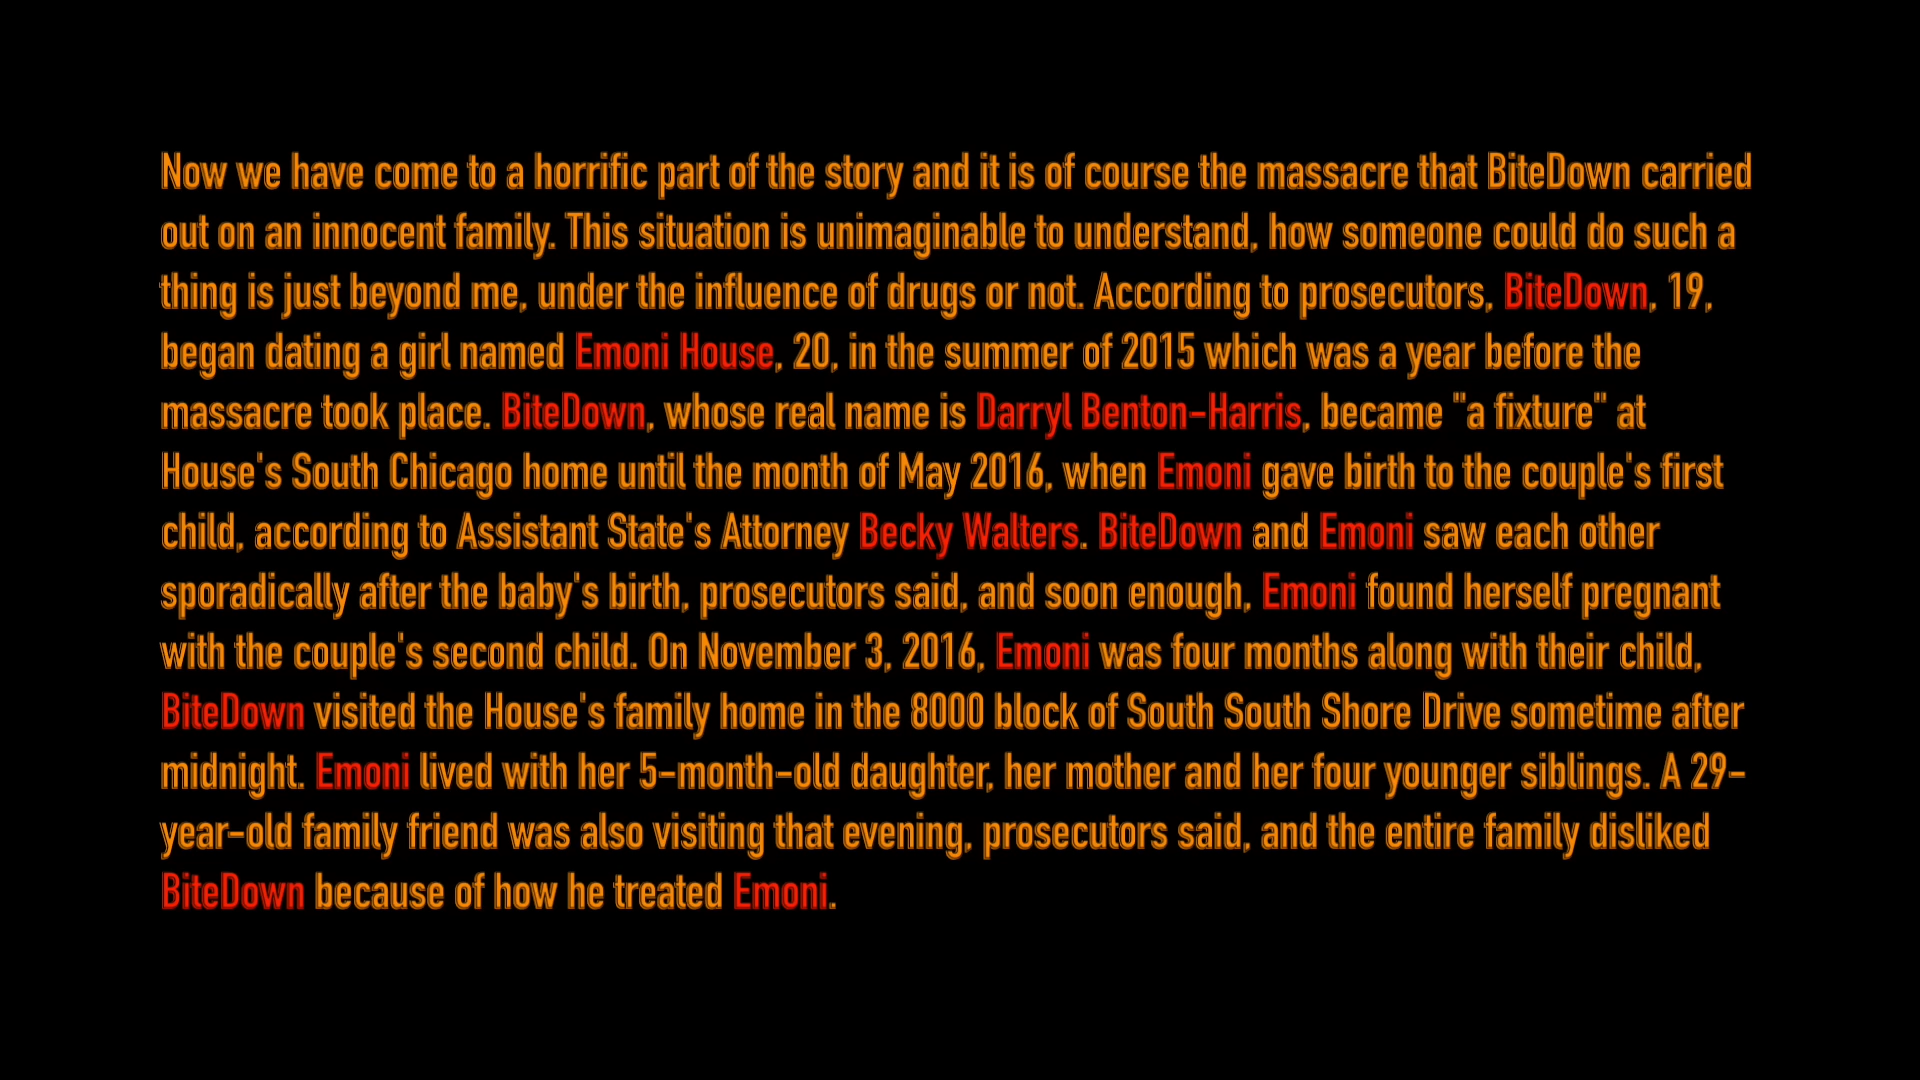 Now we have come to a horrific part of the story and it is of course the massacre that BiteDown carried
out on an innocent family. This situation is unimaginable to understand, how someone could do such a
thing is just beyond me, under the influence of drugs or not. According to prosecutors, BiteDown, 19,
began dating a girl named Emoni House, 20, in the summer of 2015 which was a year before the
massacre took place. BiteDown, whose real name is Darryl Benton-Harris, became "a fixture" at
House's South Chicago home until the month of May 2016, when Emoni gave birth to the couple's first
child, according to Assistant State's Attorney Becky Walters. BiteDown and Emoni saw each other
sporadically after the baby's birth, prosecutors said, and soon enough, Emoni found herself pregnant
with the couple's second child. On November 3, 2016, Emoni was four months along with their child,
BiteDown visited the House's family home in the 8000 block of South South Shore Drive sometime after
midnight. Emoni lived with her 5-month-old daughter, her mother and her four younger siblings. A 29-
year-old family friend was also visiting that evening, prosecutors said, and the entire family disliked
BiteDown because of how he treated Emoni.